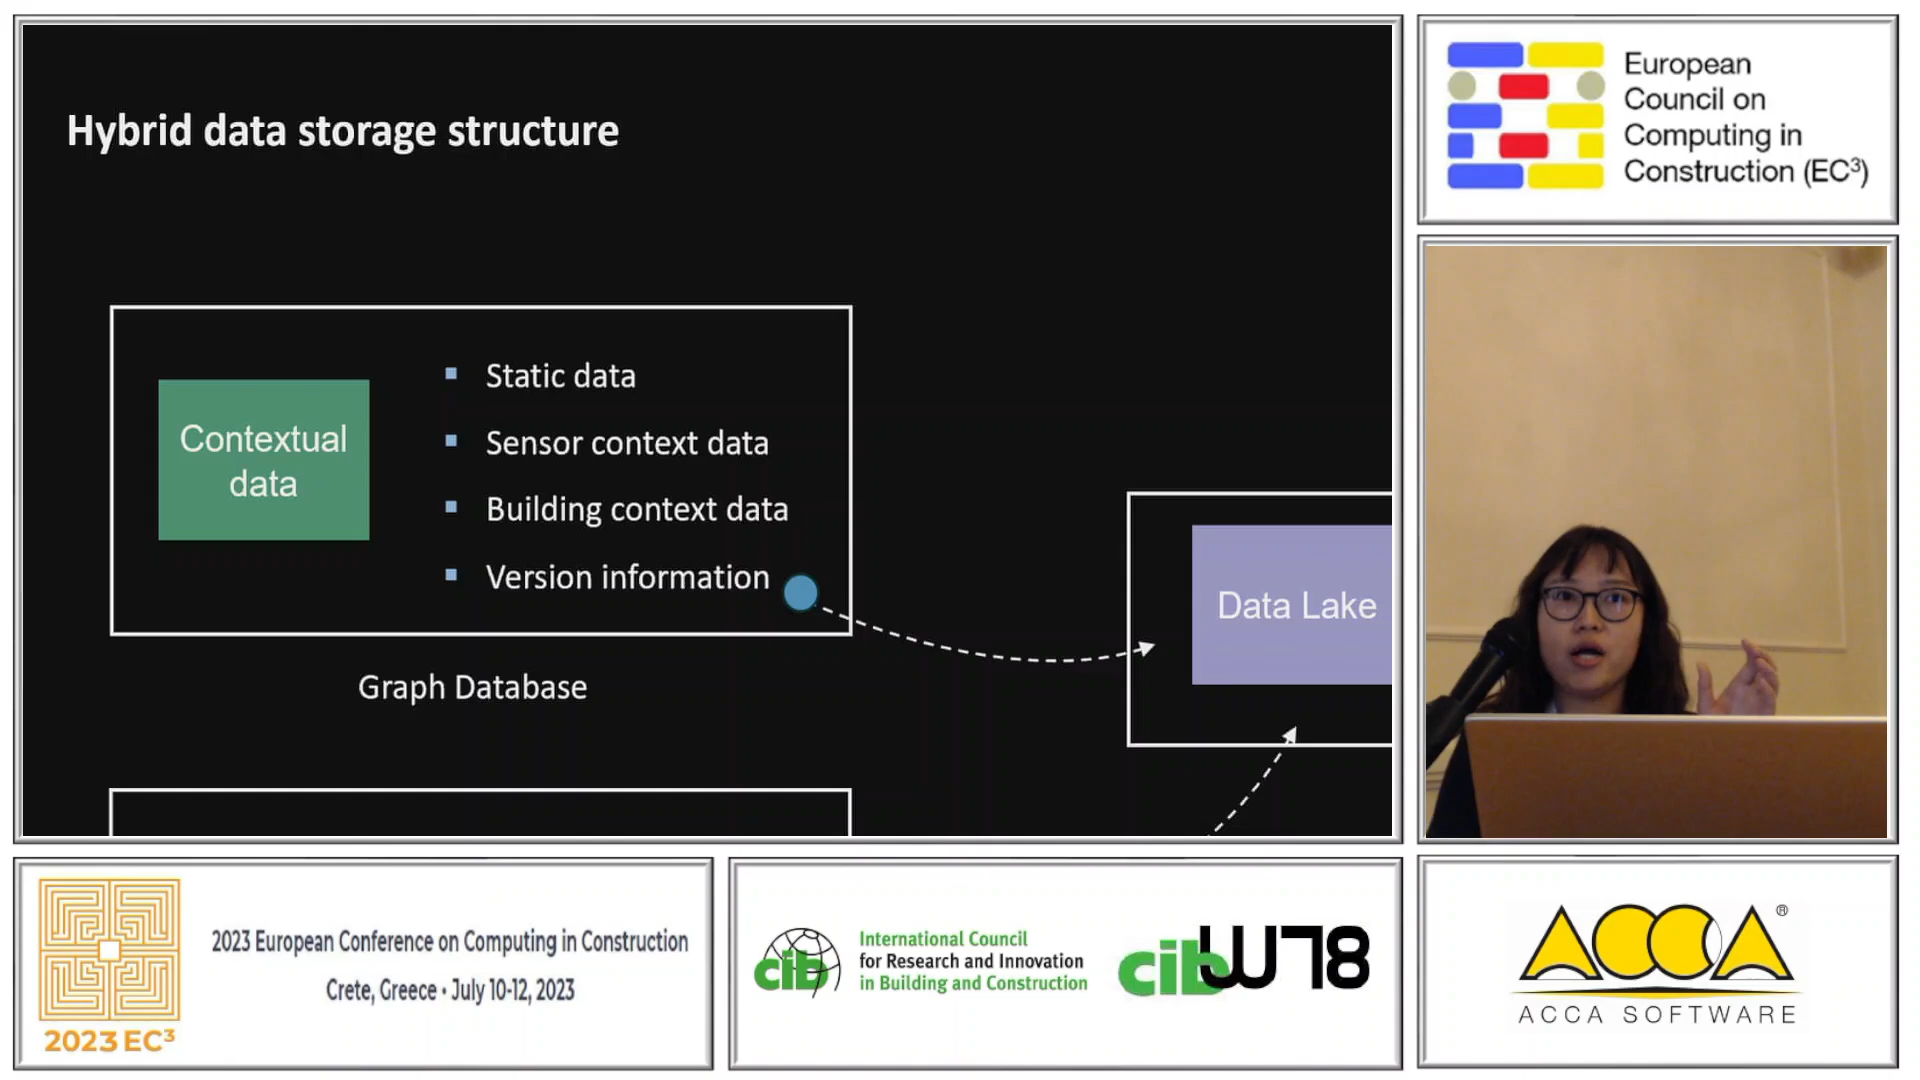 Hybrid data storage structure
Contextual
data
Static data
Sensor context data
Building context data
Version information
Graph Database
Data Lake
European
Council on
Computing in
Construction (EC³)
2023 EC³
2023 European Conference on Computing in Construction
Crete, Greece • July 10-12, 2023
cib
International Council
for Research and Innovation
in Building and Construction
cib W78
ACCA ®
ACCA SOFTWARE